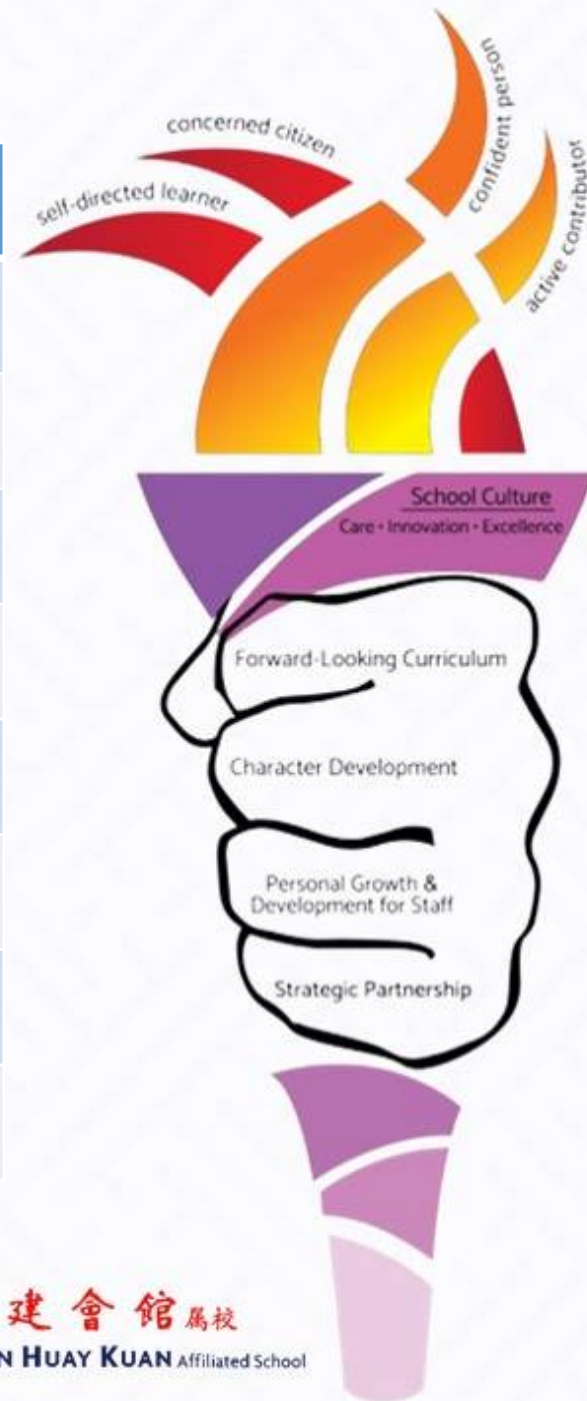 concerned citizen
self-directed learner
confident person
active contributor
School Culture
Care • Innovation • Excellence
Forward-Looking Curriculum
Character Development
Personal Growth &
Development for Staff
Strategic Partnership
建會館属校
N HUAY KUAN Affiliated School